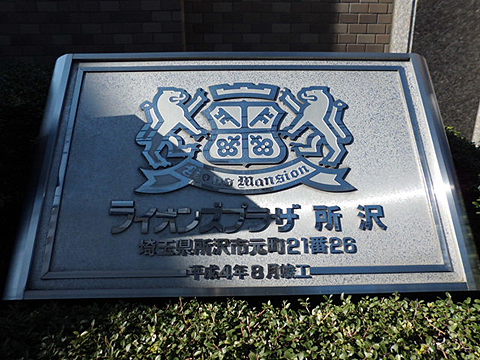 Lions Mansion
ライオンズプラザ 所沢
埼玉県所沢市元町21番26
平成4年8月竣工